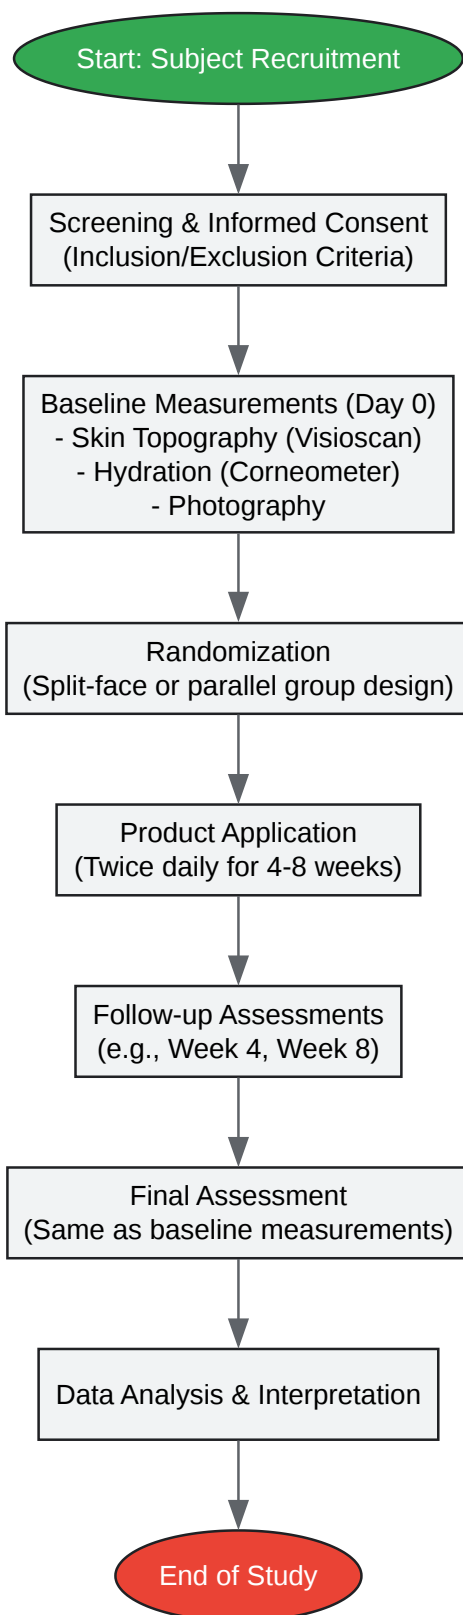 Start: Subject Recruitment
Screening & Informed Consent
(Inclusion/Exclusion Criteria)
Baseline Measurements (Day 0)
- Skin Topography (Visioscan)
- Hydration (Corneometer)
- Photography
Randomization
(Split-face or parallel group design)
Product Application
(Twice daily for 4-8 weeks)
Follow-up Assessments
(e.g., Week 4, Week 8)
Final Assessment
(Same as baseline measurements)
Data Analysis & Interpretation
End of Study